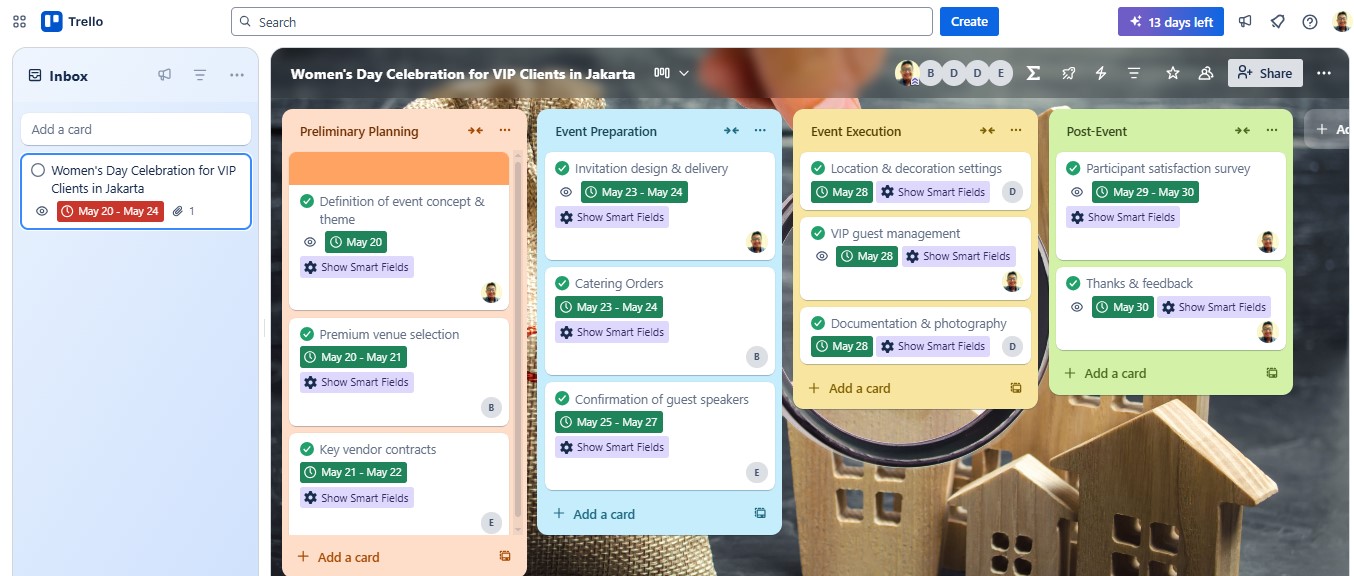 Trello
Search
Create
13 days left
Inbox
Add a card
Women's Day Celebration for VIP
Clients in Jakarta
May 20 - May 24
1
Women's Day Celebration for VIP Clients in Jakarta
B
D
D
E
Share
Preliminary Planning
Definition of event concept &
theme
May 20
Show Smart Fields
Premium venue selection
May 20 - May 21
Show Smart Fields
B
Key vendor contracts
May 21 - May 22
Show Smart Fields
E
Add a card
Event Preparation
Invitation design & delivery
May 23 - May 24
Show Smart Fields
Catering Orders
May 23 - May 24
Show Smart Fields
B
Confirmation of guest speakers
May 25 - May 27
Show Smart Fields
E
Add a card
Event Execution
Location & decoration settings
May 28 Show Smart Fields D
VIP guest management
May 28 Show Smart Fields
Documentation & photography
May 28 Show Smart Fields D
Add a card
Post-Event
Participant satisfaction survey
May 29 - May 30
Show Smart Fields
Thanks & feedback
May 30 Show Smart Fields
Add a card